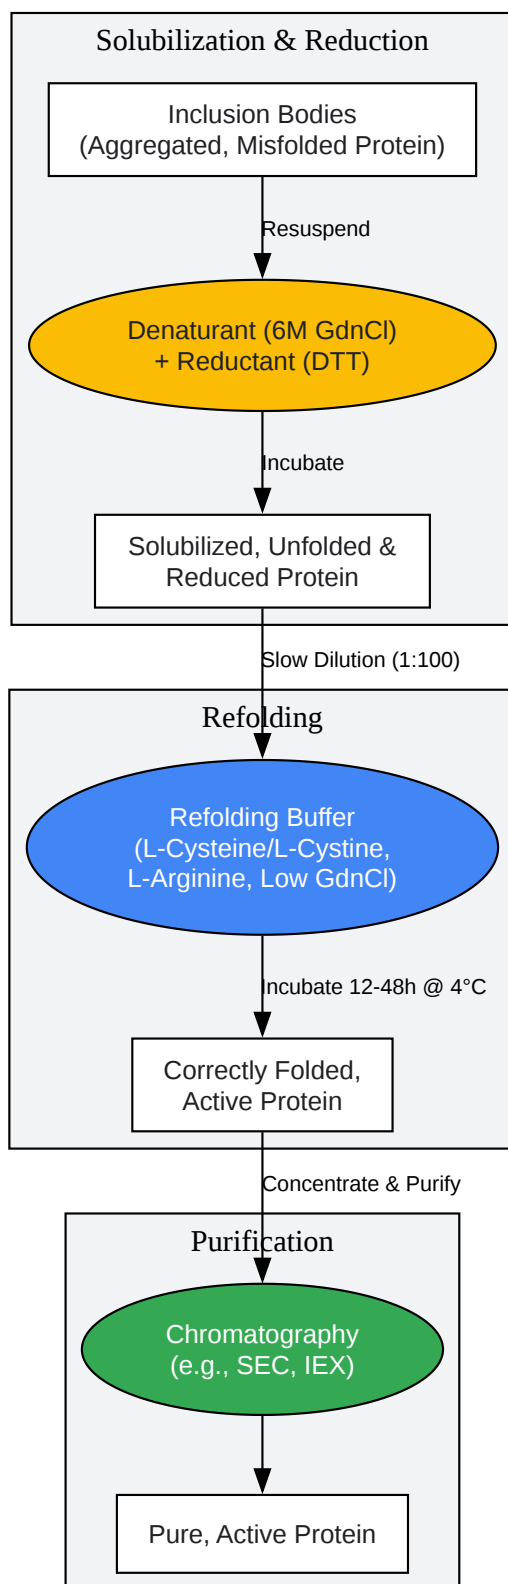 Solubilization & Reduction
Inclusion Bodies
(Aggregated, Misfolded Protein)
Resuspend
Denaturant (6M GdnCl)
+ Reductant (DTT)
Incubate
Solubilized, Unfolded &
Reduced Protein
Slow Dilution (1:100)
Refolding
Refolding Buffer
(L-Cysteine/L-Cystine,
L-Arginine, Low GdnCl)
Incubate 12-48h @ 4°C
Correctly Folded,
Active Protein
Concentrate & Purify
Purification
Chromatography
(e.g., SEC, IEX)
Pure, Active Protein